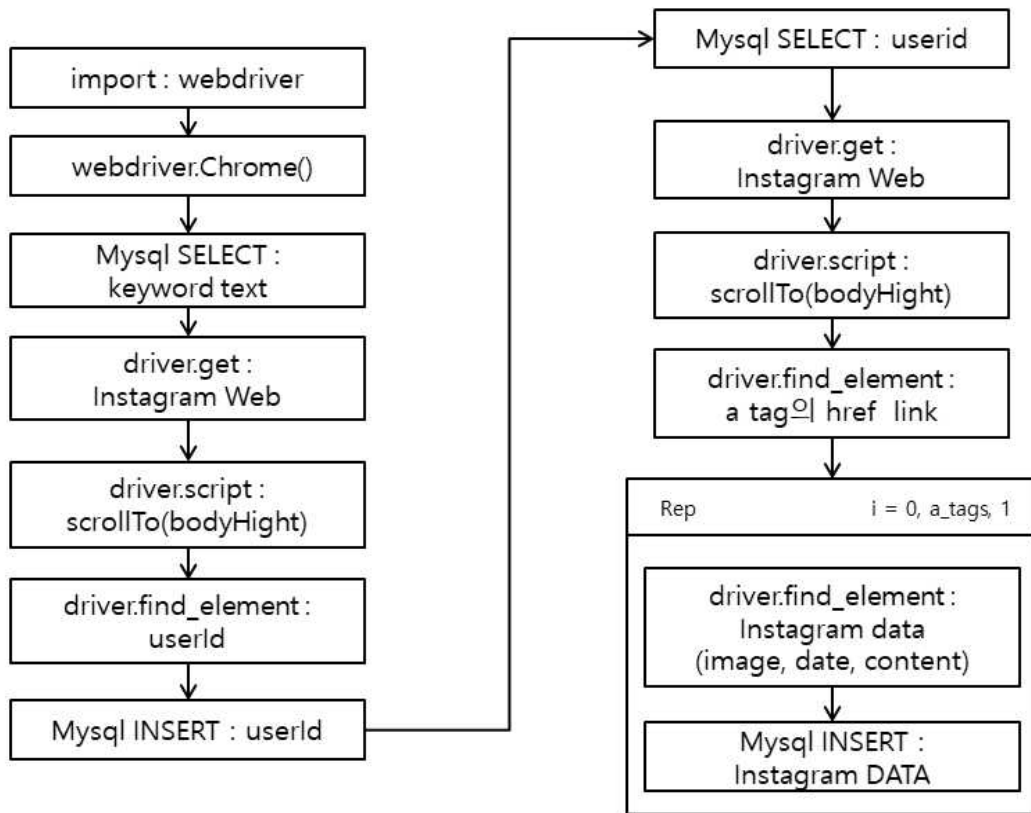 import : webdriver
webdriver.Chrome()
Mysql SELECT :
keyword text
driver.get :
Instagram Web
driver.script :
scrollTo(bodyHight)
driver.find_element :
userId
Mysql INSERT : userId
Mysql SELECT : userid
driver.get :
Instagram Web
driver.script :
scrollTo(bodyHight)
driver.find_element :
a tag의 href link
Rep i = 0, a_tags, 1
driver.find_element :
Instagram data
(image, date, content)
Mysql INSERT :
Instagram DATA